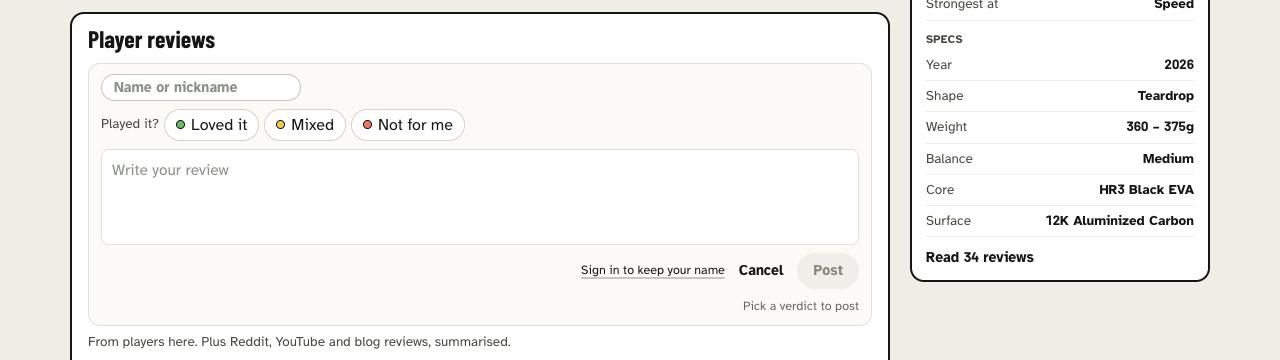 Player reviews
Name or nickname
Played it? Loved it Mixed Not for me
Write your review
Sign in to keep your name Cancel Post
Pick a verdict to post
From players here. Plus Reddit, YouTube and blog reviews, summarised.
Strongest at Speed
SPECS
Year 2026
Shape Teardrop
Weight 360 – 375g
Balance Medium
Core HR3 Black EVA
Surface 12K Aluminized Carbon
Read 34 reviews